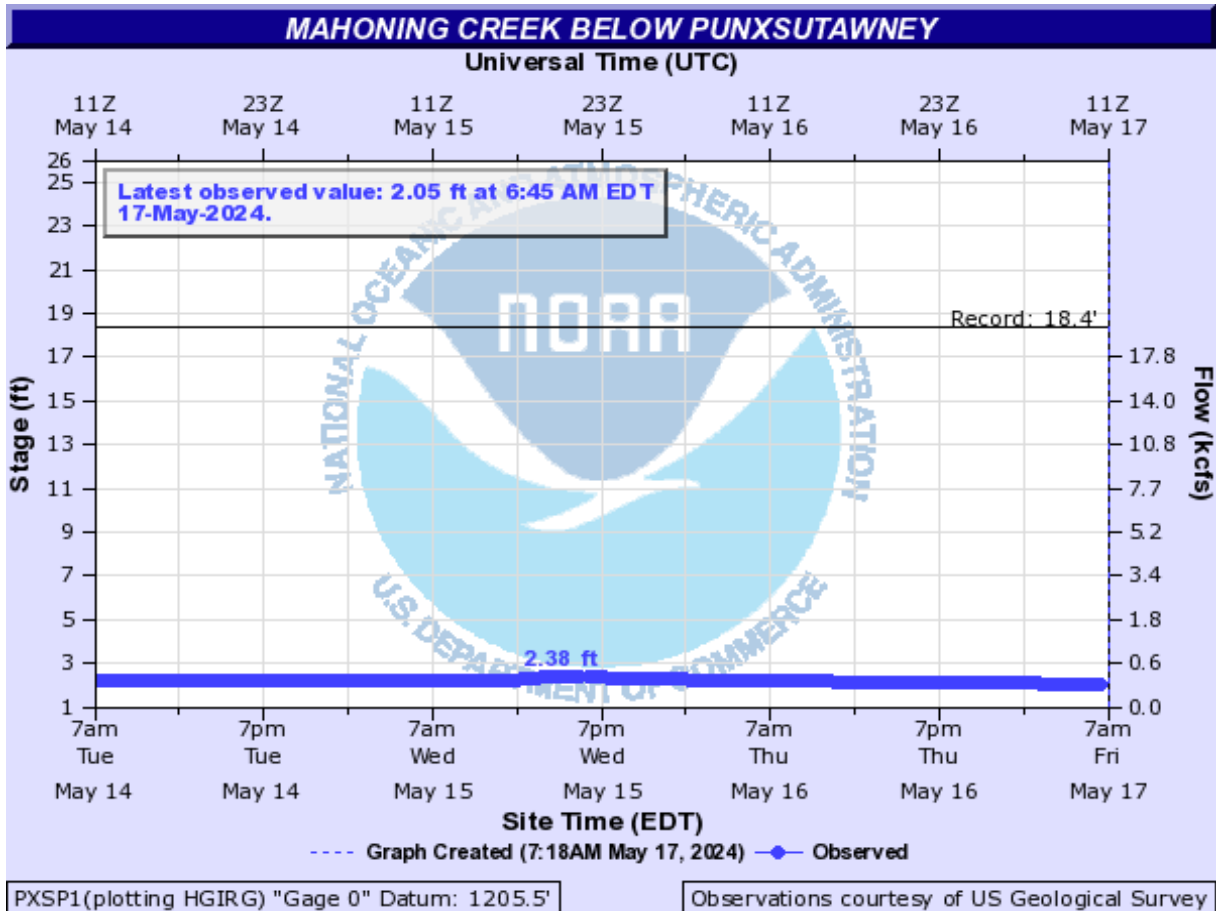 MAHONING CREEK BELOW PUNXSUTAWNEY
Universal Time (UTC)
11Z 23Z 11Z 23Z 11Z 23Z 11Z
May 14 May 14 May 15 May 15 May 16 May 16 May 17
Latest observed value: 2.05 ft at 6:45 AM EDT
17-May-2024.
NATIONAL OCEANIC AND ATMOSPHERIC ADMINISTRATION
NOAA
U.S. DEPARTMENT OF COMMERCE
Record: 18.4'
2.38 ft
Stage (ft)
26
25
23
21
19
17
15
13
11
9
7
5
3
1
Flow (kcfs)
17.8
14.0
10.8
7.7
5.2
3.4
1.8
0.6
0.0
7am 7pm 7am 7pm 7am 7pm 7am
Tue Tue Wed Wed Thu Thu Fri
May 14 May 14 May 15 May 15 May 16 May 16 May 17
Site Time (EDT)
Graph Created (7:18AM May 17, 2024) Observed
PXSP1(plotting HGIRG) "Gage 0" Datum: 1205.5'
Observations courtesy of US Geological Survey